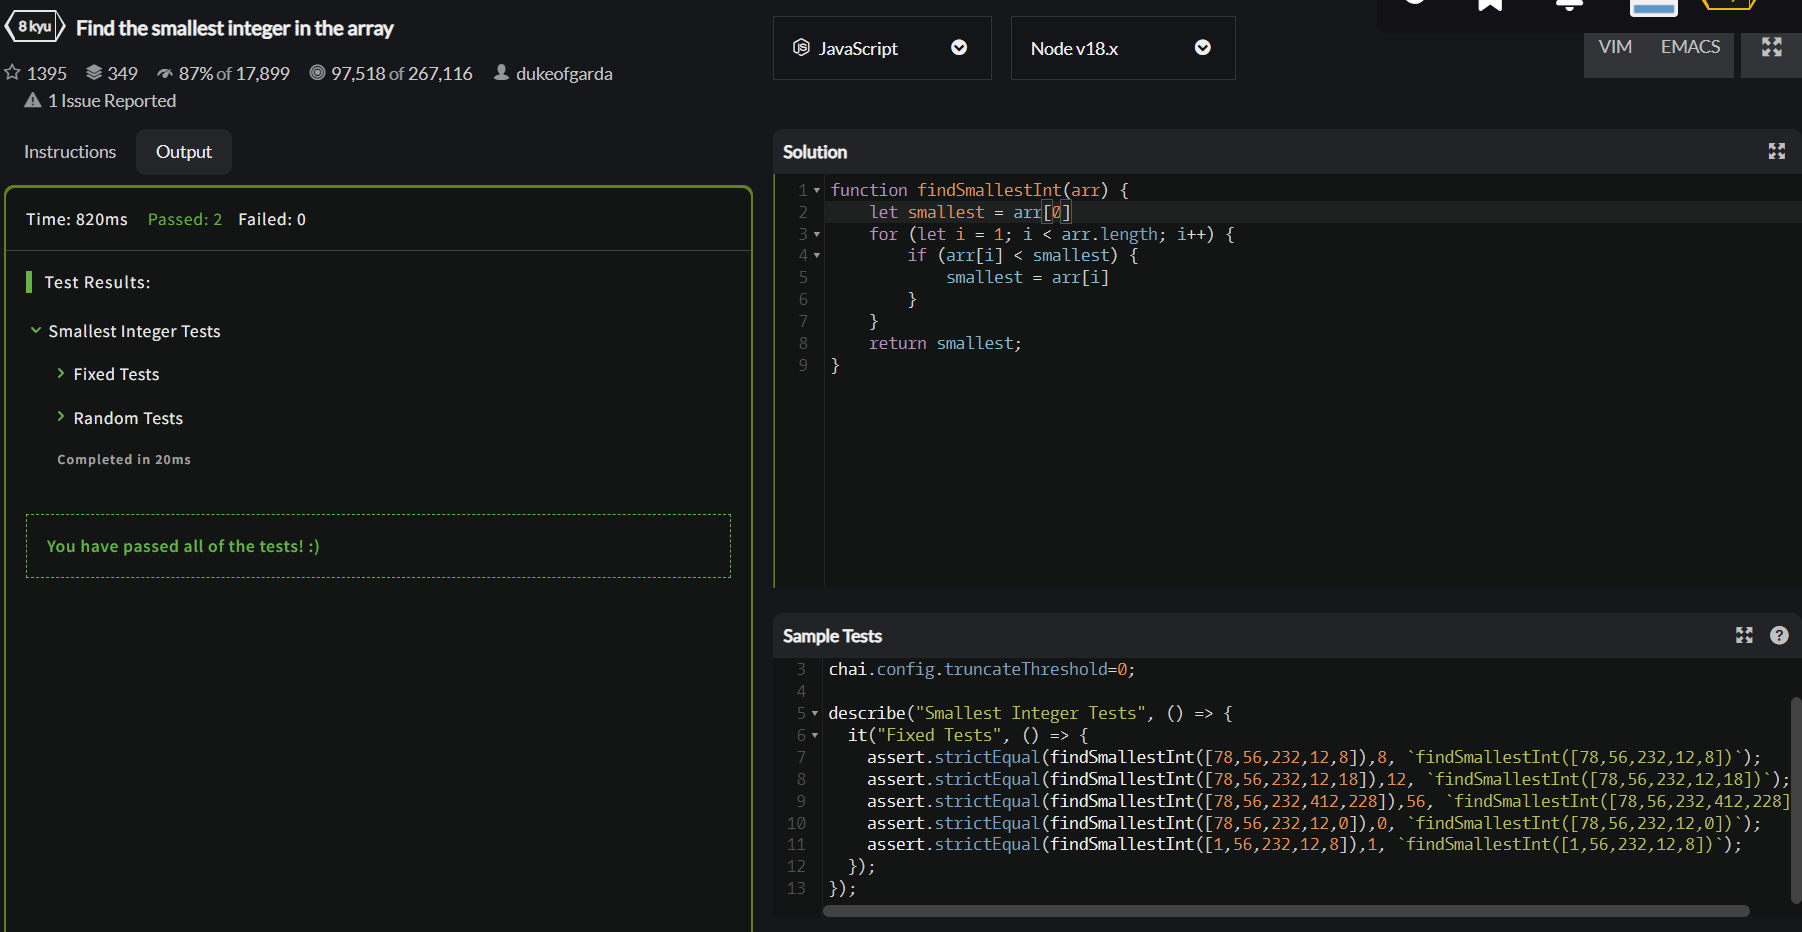 8 kyu Find the smallest integer in the array
1395 349 87% of 17,899 97,518 of 267,116 dukeofgarda
1 Issue Reported
Instructions Output
Time: 820ms Passed: 2 Failed: 0
Test Results:
Smallest Integer Tests
Fixed Tests
Random Tests
Completed in 20ms
You have passed all of the tests! :)
JavaScript
Node v18.x
VIM EMACS
Solution
1 function findSmallestInt(arr) {
2 let smallest = arr[0]
3 for (let i = 1; i < arr.length; i++) {
4 if (arr[i] < smallest) {
5 smallest = arr[i]
6 }
7 }
8 return smallest;
9 }
Sample Tests
3 chai.config.truncateThreshold=0;
4
5 describe("Smallest Integer Tests", () => {
6 it("Fixed Tests", () => {
7 assert.strictEqual(findSmallestInt([78,56,232,12,8]),8, `findSmallestInt([78,56,232,12,8])`);
8 assert.strictEqual(findSmallestInt([78,56,232,12,18]),12, `findSmallestInt([78,56,232,12,18])`);
9 assert.strictEqual(findSmallestInt([78,56,232,412,228]),56, `findSmallestInt([78,56,232,412,228]
10 assert.strictEqual(findSmallestInt([78,56,232,12,0]),0, `findSmallestInt([78,56,232,12,0])`);
11 assert.strictEqual(findSmallestInt([1,56,232,12,8]),1, `findSmallestInt([1,56,232,12,8])`);
12 });
13 });